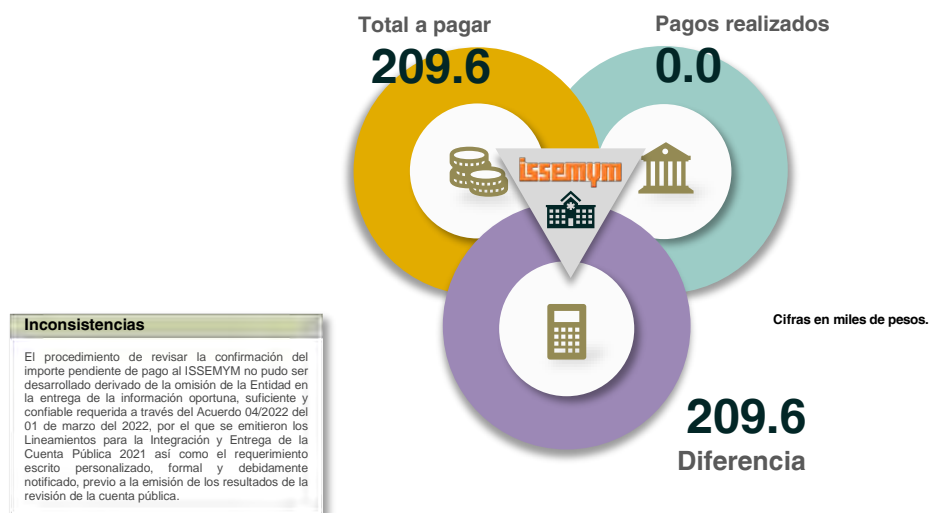 Total a pagar
209.6
Pagos realizados
0.0
issemym
Cifras en miles de pesos.
209.6
Diferencia
Inconsistencias
El procedimiento de revisar la confirmación del
importe pendiente de pago al ISSEMYM no pudo ser
desarrollado derivado de la omisión de la Entidad en
la entrega de la información oportuna, suficiente y
confiable requerida a través del Acuerdo 04/2022 del
01 de marzo del 2022, por el que se emitieron los
Lineamientos para la Integración y Entrega de la
Cuenta Pública 2021 así como el requerimiento
escrito personalizado, formal y debidamente
notificado, previo a la emisión de los resultados de la
revisión de la cuenta pública.